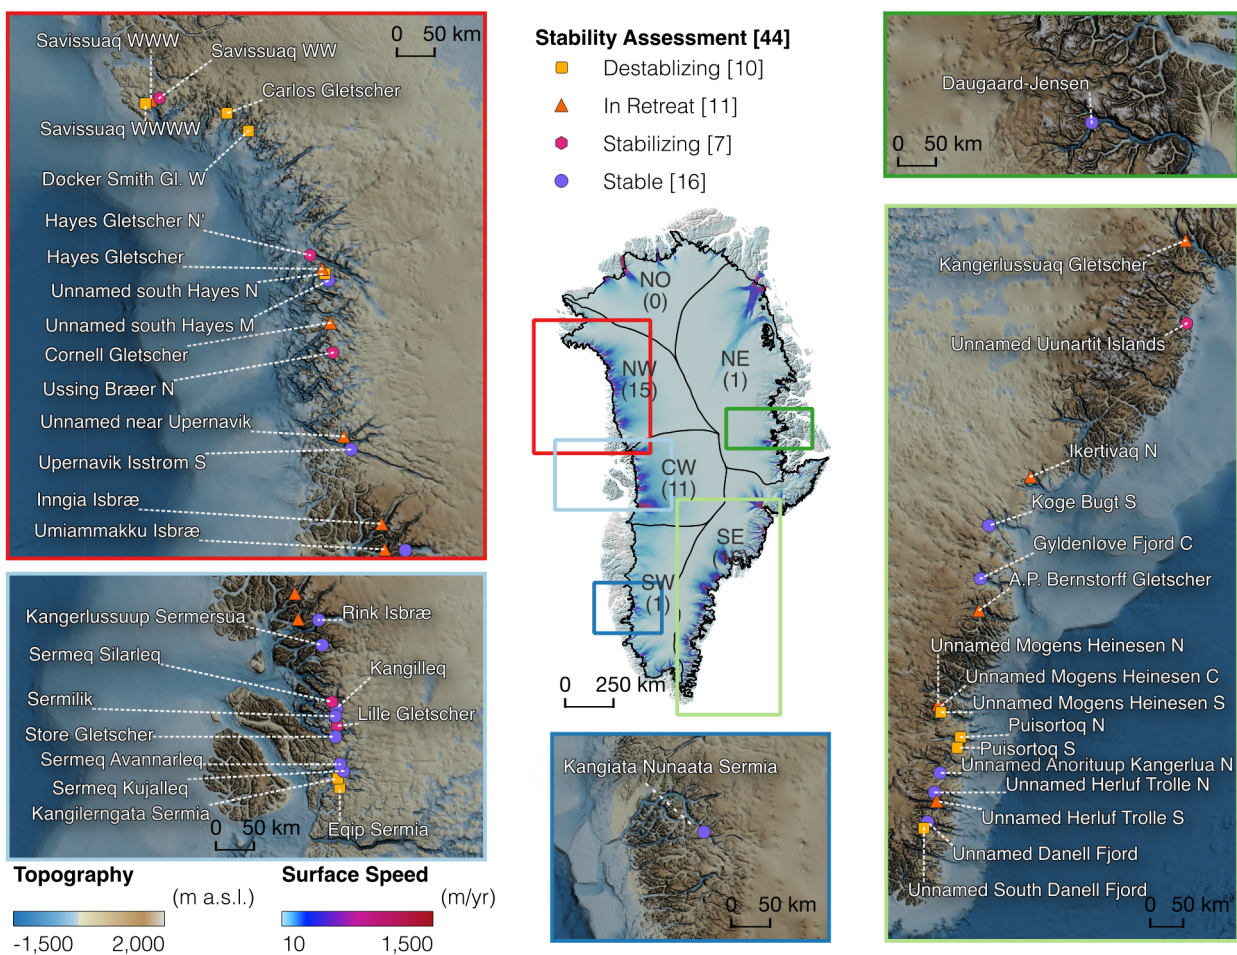 Savissuaq WWW
Savissuaq WW
0 50 km
Carlos Gletscher
Savissuaq WWWW
Døcker Smith Gl. W
Hayes Gletscher N'
Hayes Gletscher
Unnamed south Hayes N
Unnamed south Hayes M
Cornell Gletscher
Ussing Bræer N
Unnamed near Upernavik
Upernavik Isstrøm S
Inngia Isbræ
Umiammakku Isbræ
Kangerlussuup Sermersua
Rink Isbræ
Sermeq Silarleq
Kangilleq
Sermilik
Lille Gletscher
Store Gletscher
Sermeq Avannarleq
Sermeq Kujalleq
Kangilerngata Sermia
0 50 km
Eqip Sermia
Topography
(m a.s.l.)
-1,500 2,000
Surface Speed
(m/yr)
10 1,500
Stability Assessment [44]
Destablizing [10]
In Retreat [11]
Stabilizing [7]
Stable [16]
NO
(0)
NW
(15)
NE
(1)
CW
(11)
SE
SW
(1)
0 250 km
Kangiata Nunaata Sermia
0 50 km
Daugaard-Jensen
0 50 km
Kangerlussuaq Gletscher
Unnamed Uunartit Islands
Ikertivaq N
Køge Bugt S
Gyldenløve Fjord C
A.P. Bernstorff Gletscher
Unnamed Mogens Heinesen N
Unnamed Mogens Heinesen C
Unnamed Mogens Heinesen S
Puisortoq N
Puisortoq S
Unnamed Anorituup Kangerlua N
Unnamed Herluf Trolle N
Unnamed Herluf Trolle S
Unnamed Danell Fjord
Unnamed South Danell Fjord
0 50 km